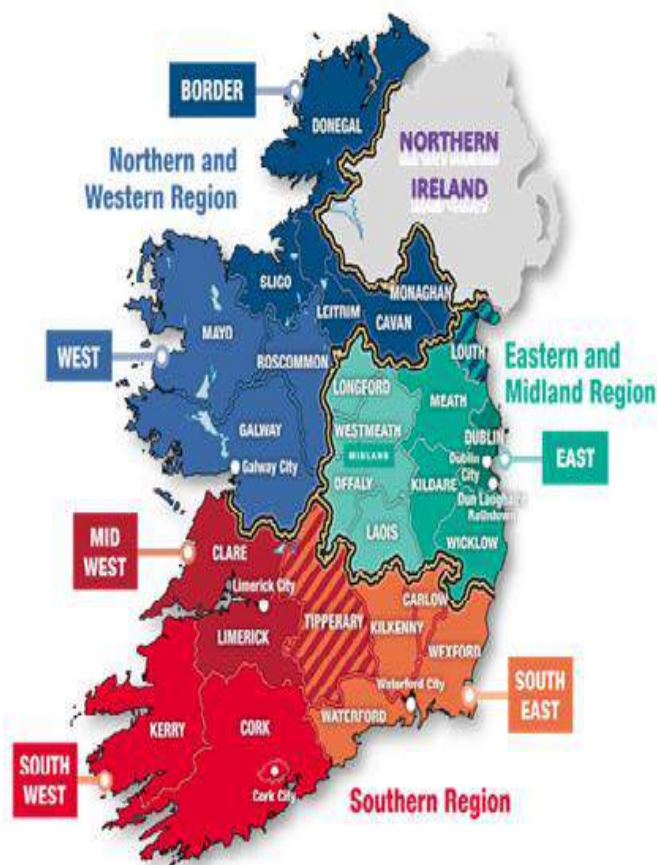 BORDER
DONEGAL
NORTHERN
IRELAND
Northern and
Western Region
SLIGO
LEITRIM
MONAGHAN
CAVAN
MAYO
WEST
ROSCOMMON
LOUTH
Eastern and
Midland Region
LONGFORD
MEATH
GALWAY
WESTMEATH
DUBLIN
MIDLAND
Dublin
City
EAST
Galway City
OFFALY
KILDARE
Dun Laoghaire
Rathdown
LAOIS
WICKLOW
MID
WEST
CLARE
Limerick City
CARLOW
TIPPERARY
KILKENNY
LIMERICK
WEXFORD
Waterford City
SOUTH
EAST
WATERFORD
KERRY
CORK
SOUTH
WEST
Cork City
Southern Region